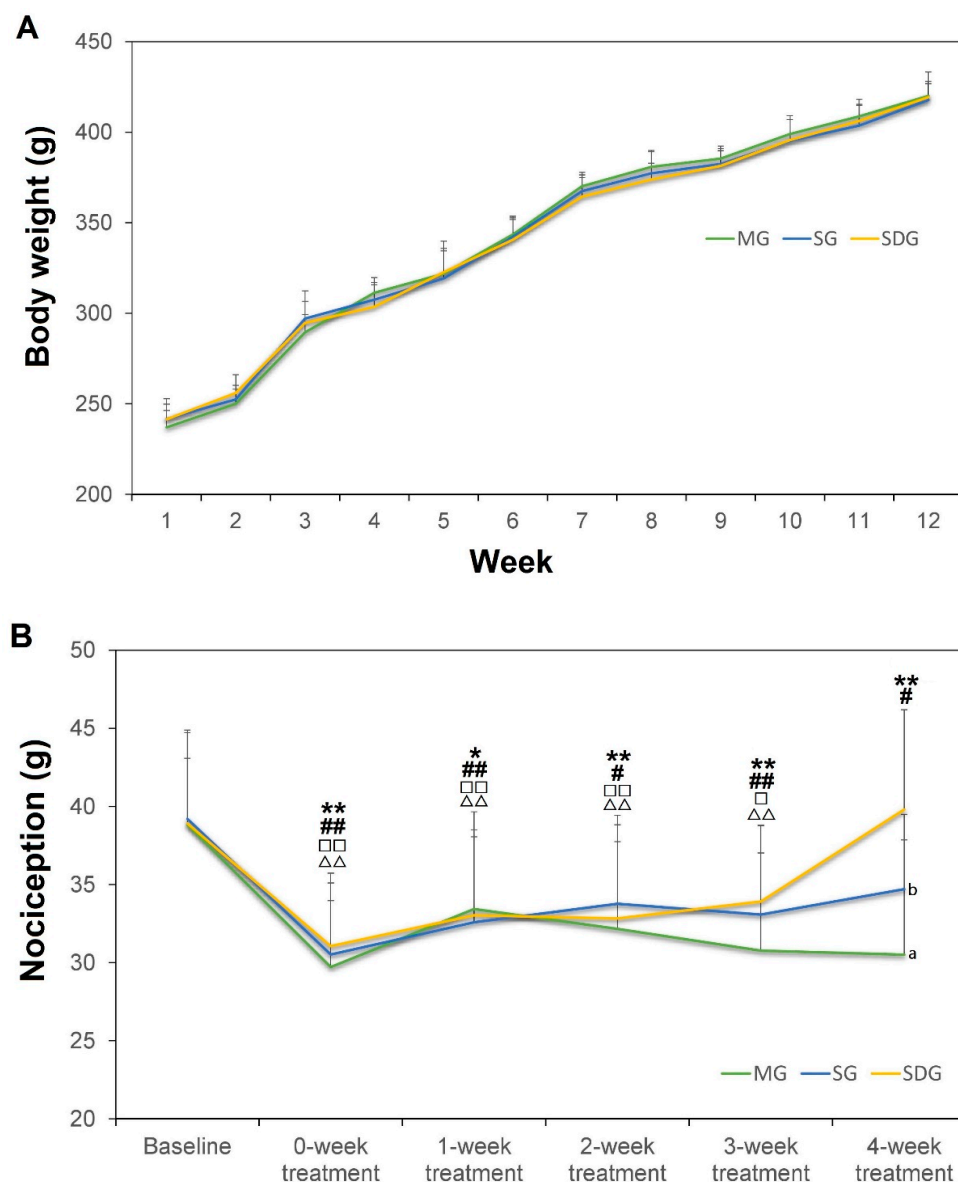 A
450
400
350
300
250
200
Body weight (g)
MG SG SDG
1 2 3 4 5 6 7 8 9 10 11 12
Week
B
50
45
40
35
30
25
20
Nociception (g)
**
##
□□
△△
*
##
□□
△△
**
#
□□
△△
**
##
□
△△
**
#
b
a
MG SG SDG
Baseline 0-week 1-week 2-week 3-week 4-week
treatment treatment treatment treatment treatment